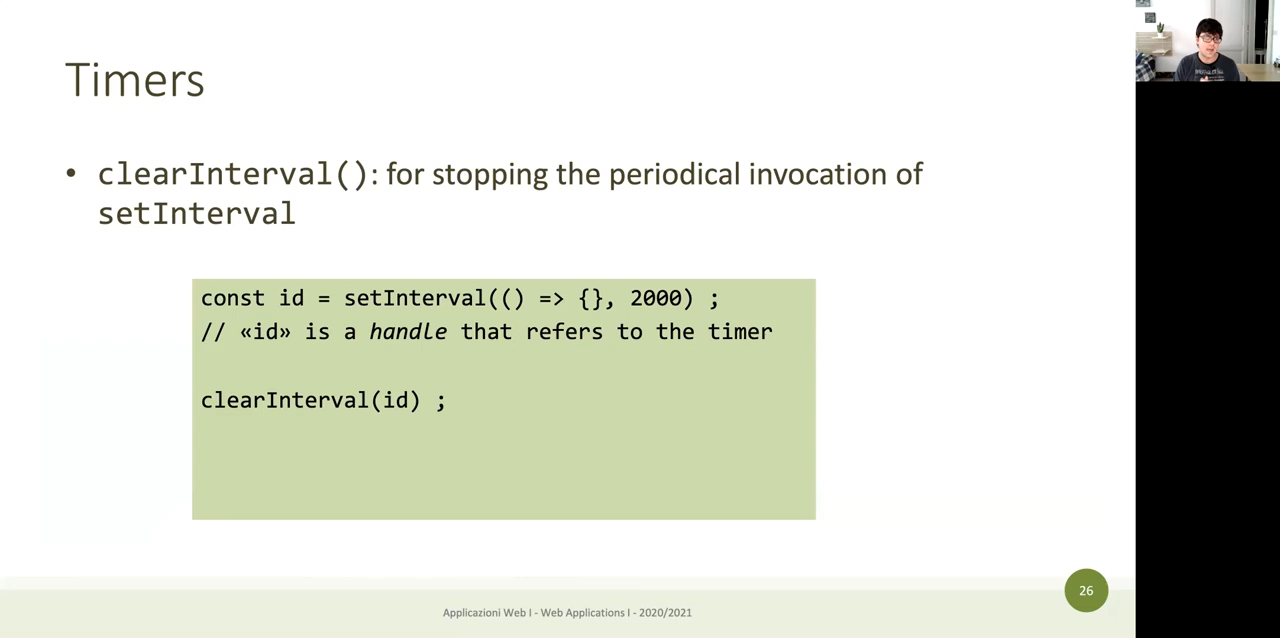 Timers
• clearInterval(): for stopping the periodical invocation of
setInterval
const id = setInterval(() => {}, 2000) ;
// «id» is a handle that refers to the timer
clearInterval(id) ;
26
Applicazioni Web I - Web Applications I - 2020/2021